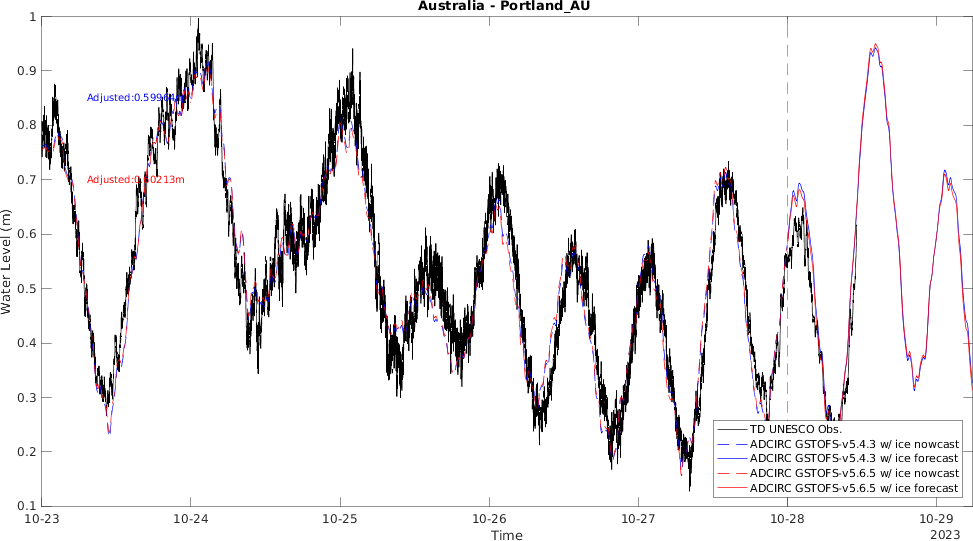 Australia - Portland_AU
1
0.9
0.8
0.7
0.6
0.5
0.4
0.3
0.2
0.1
Water Level (m)
Adjusted:
Adjusted:
TD UNESCO Obs.
ADCIRC GSTOFS-v5.4.3 w/ ice nowcast
ADCIRC GSTOFS-v5.4.3 w/ ice forecast
ADCIRC GSTOFS-v5.6.5 w/ ice nowcast
ADCIRC GSTOFS-v5.6.5 w/ ice forecast
10-23 10-24 10-25 10-26 10-27 10-28 10-29
Time
2023